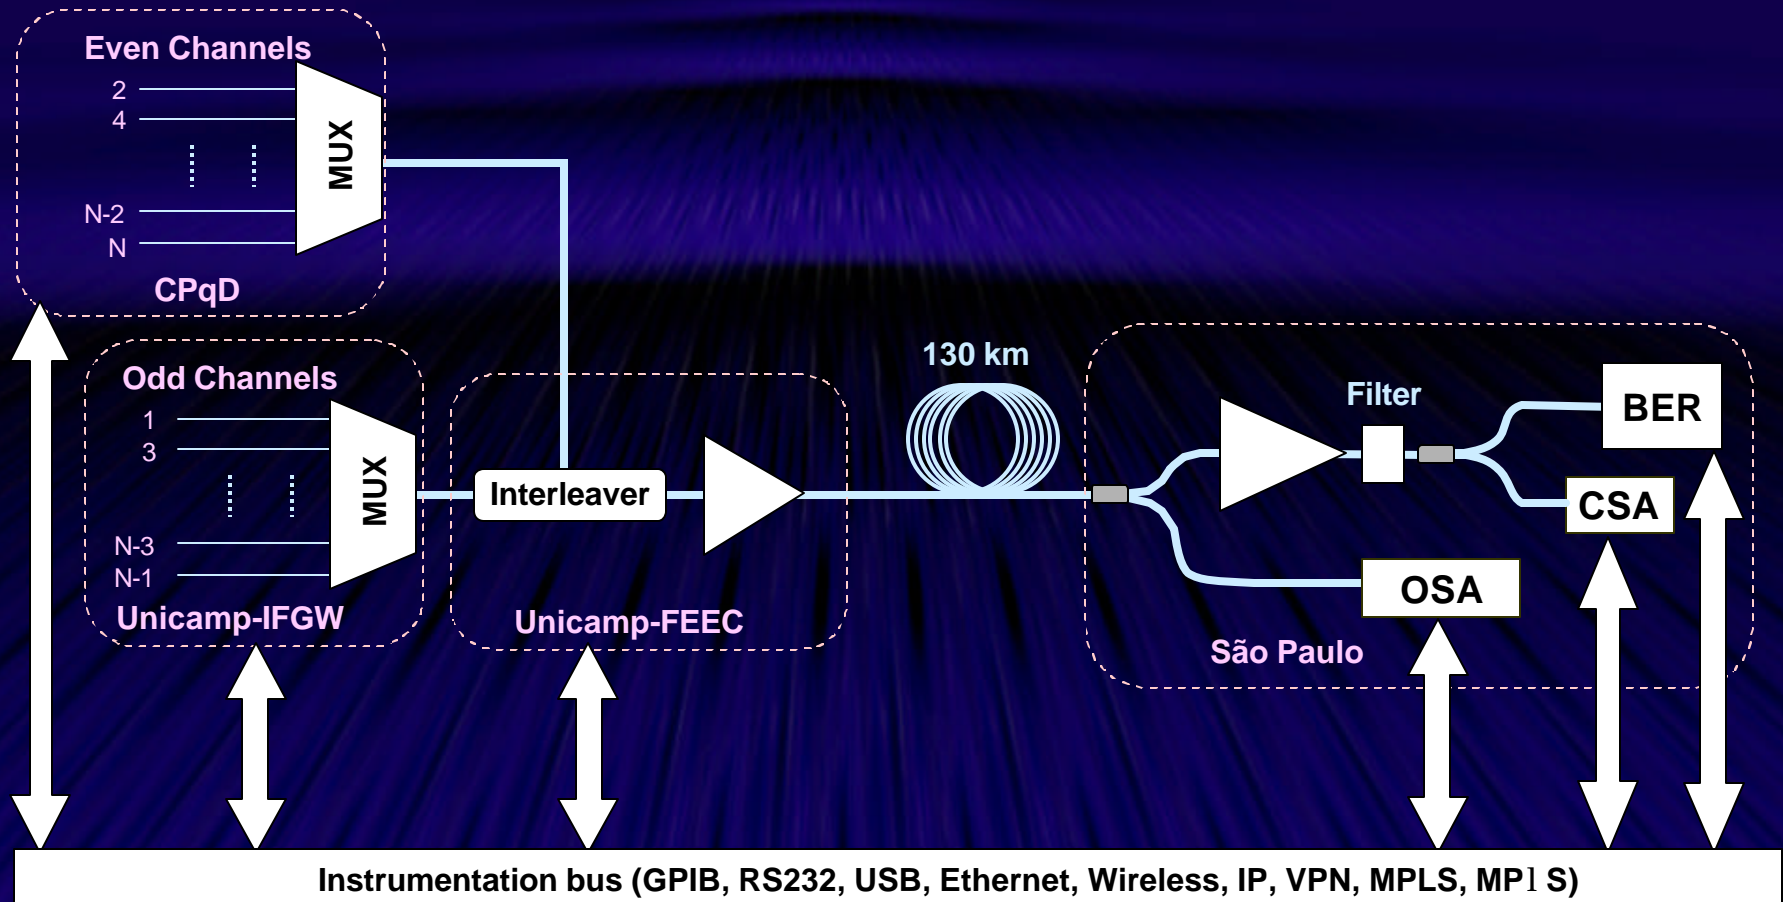 Even Channels
2
4
N-2
N
MUX
CPqD
Odd Channels
1
3
N-3
N-1
MUX
Unicamp-IFGW
Interleaver
Unicamp-FEEC
130 km
Filter
BER
CSA
OSA
São Paulo
Instrumentation bus (GPIB, RS232, USB, Ethernet, Wireless, IP, VPN, MPLS, MPl S)